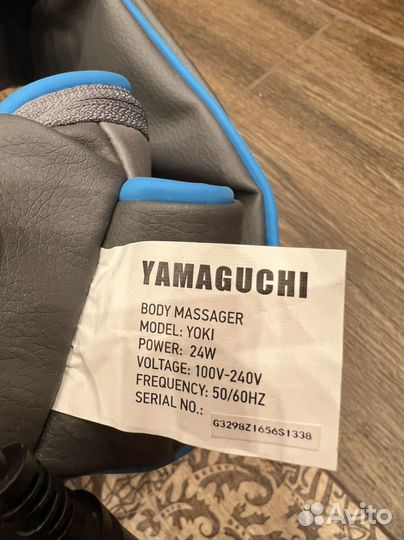 YAMAGUCHI
BODY MASSAGER
MODEL: YOKI
POWER: 24W
VOLTAGE: 100V-240V
FREQUENCY: 50/60HZ
SERIAL NO.: G3298Z1656S1338
Avito